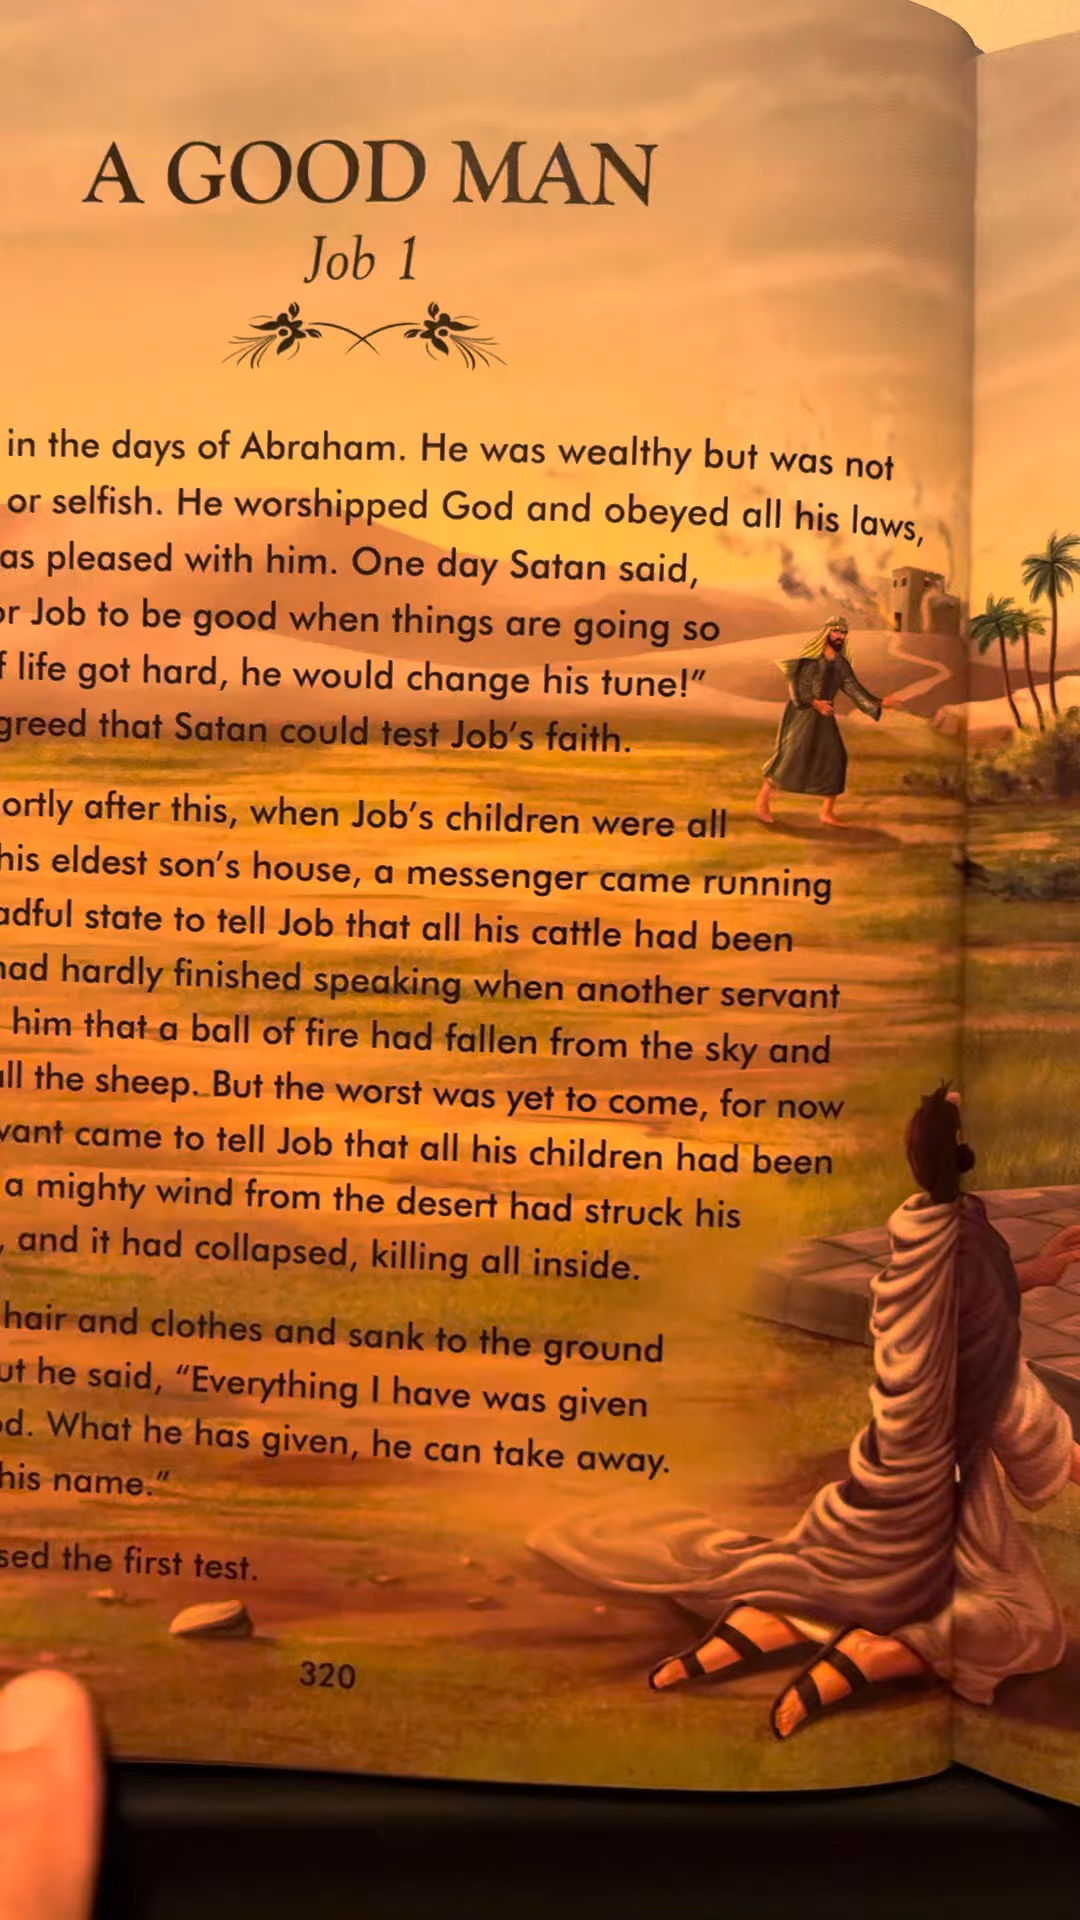 A GOOD MAN
Job 1
in the days of Abraham. He was wealthy but was not
or selfish. He worshipped God and obeyed all his laws,
as pleased with him. One day Satan said,
or Job to be good when things are going so
f life got hard, he would change his tune!”
greed that Satan could test Job’s faith.
ortly after this, when Job’s children were all
his eldest son’s house, a messenger came running
adful state to tell Job that all his cattle had been
had hardly finished speaking when another servant
him that a ball of fire had fallen from the sky and
all the sheep. But the worst was yet to come, for now
vant came to tell Job that all his children had been
a mighty wind from the desert had struck his
, and it had collapsed, killing all inside.
hair and clothes and sank to the ground
ut he said, “Everything I have was given
od. What he has given, he can take away.
his name.”
sed the first test.
320